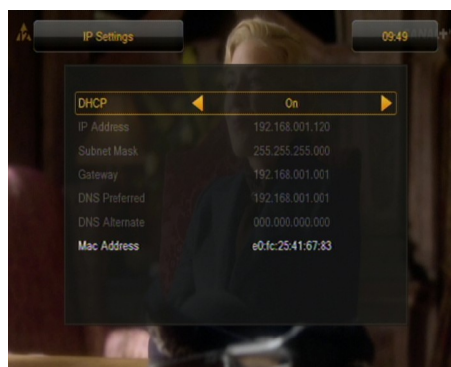 IP Settings 09:49
DHCP On
IP Address 192.168.001.120
Subnet Mask 255.255.255.000
Gateway 192.168.001.001
DNS Preferred 192.168.001.001
DNS Alternate 000.000.000.000
Mac Address e0:fc:25:41:67:83